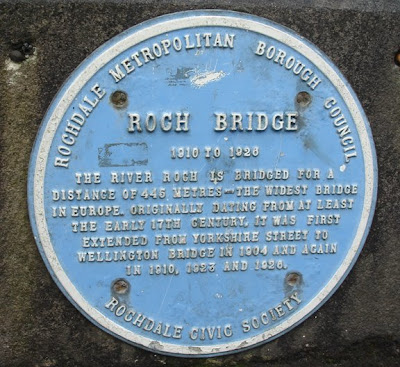 ROCHDALE METROPOLITAN BOROUGH COUNCIL
ROCH BRIDGE
1910 TO 1926
THE RIVER ROCH IS BRIDGED FOR A
DISTANCE OF 445 METRES—THE WIDEST BRIDGE
IN EUROPE. ORIGINALLY DATING FROM AT LEAST
THE EARLY 17TH CENTURY, IT WAS FIRST
EXTENDED FROM YORKSHIRE STREET TO
WELLINGTON BRIDGE IN 1904 AND AGAIN
IN 1910, 1923 AND 1926.
ROCHDALE CIVIC SOCIETY